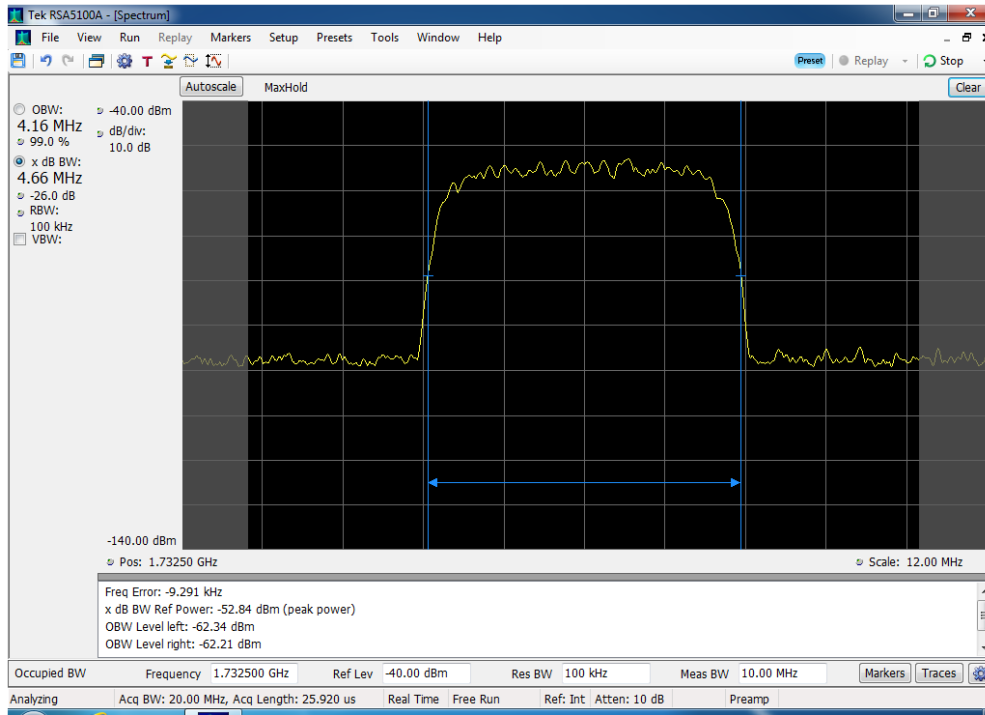 Tek RSA5100A - [Spectrum]
File View Run Replay Markers Setup Presets Tools Window Help
T Preset Replay Stop
Autoscale MaxHold Clear
OBW:
4.16 MHz
99.0 %
x dB BW:
4.66 MHz
-26.0 dB
RBW:
100 kHz
VBW:
-40.00 dBm
dB/div:
10.0 dB
-140.00 dBm
Pos: 1.73250 GHz Scale: 12.00 MHz
Freq Error: -9.291 kHz
x dB BW Ref Power: -52.84 dBm (peak power)
OBW Level left: -62.34 dBm
OBW Level right: -62.21 dBm
Occupied BW Frequency 1.732500 GHz Ref Lev -40.00 dBm Res BW 100 kHz Meas BW 10.00 MHz Markers Traces
Analyzing Acq BW: 20.00 MHz, Acq Length: 25.920 us Real Time Free Run Ref: Int Atten: 10 dB Preamp